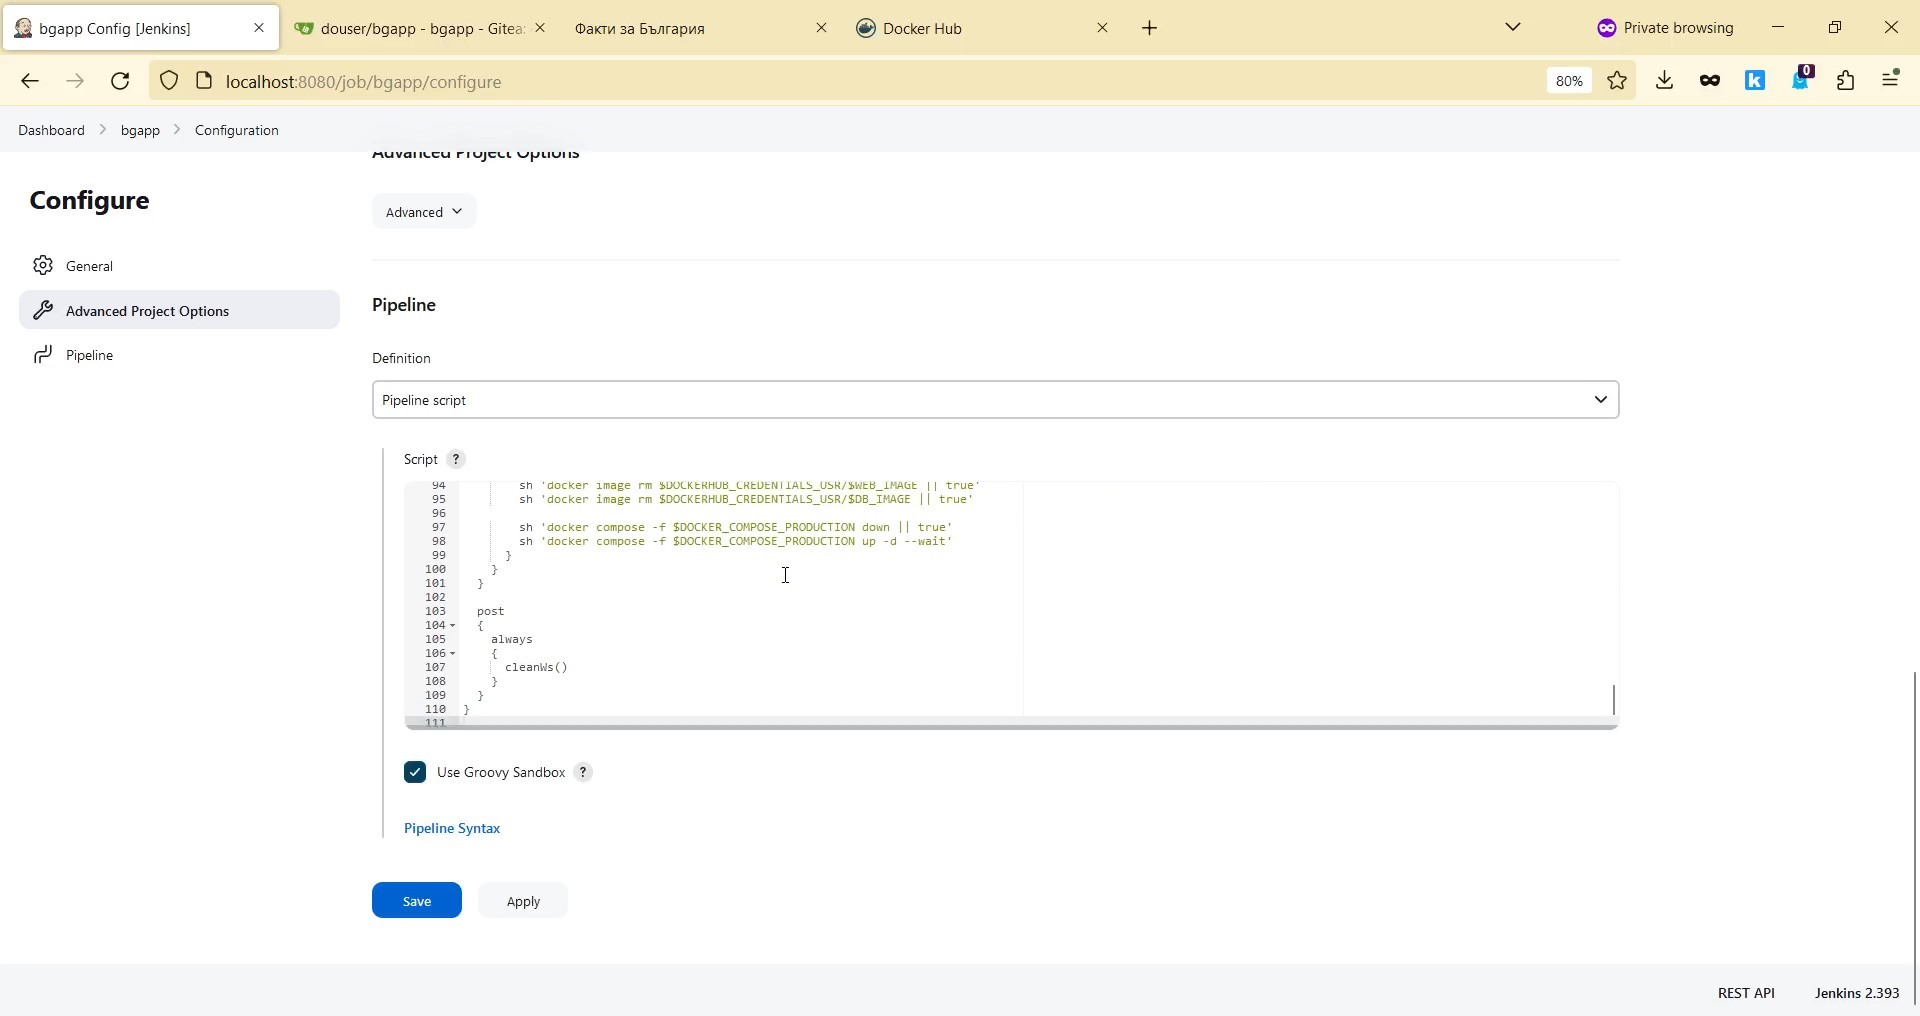 bgapp Config [Jenkins]
douser/bgapp - bgapp - Gitea:
Факти за България
Docker Hub
Private browsing
localhost:8080/job/bgapp/configure
80%
k
0
Dashboard
bgapp
Configuration
Advanced Project Options
Configure
Advanced
General
Pipeline
Advanced Project Options
Pipeline
Definition
Pipeline script
Script ?
94 sh 'docker image rm $DOCKERHUB_CREDENTIALS_USR/$WEB_IMAGE || true'
95 sh 'docker image rm $DOCKERHUB_CREDENTIALS_USR/$DB_IMAGE || true'
96
97 sh 'docker compose -f $DOCKER_COMPOSE_PRODUCTION down || true'
98 sh 'docker compose -f $DOCKER_COMPOSE_PRODUCTION up -d --wait'
99 }
100 }
101 }
102
103 post
104 {
105 always
106 {
107 cleanWs()
108 }
109 }
110 }
111
Use Groovy Sandbox ?
Pipeline Syntax
Save
Apply
REST API
Jenkins 2.393